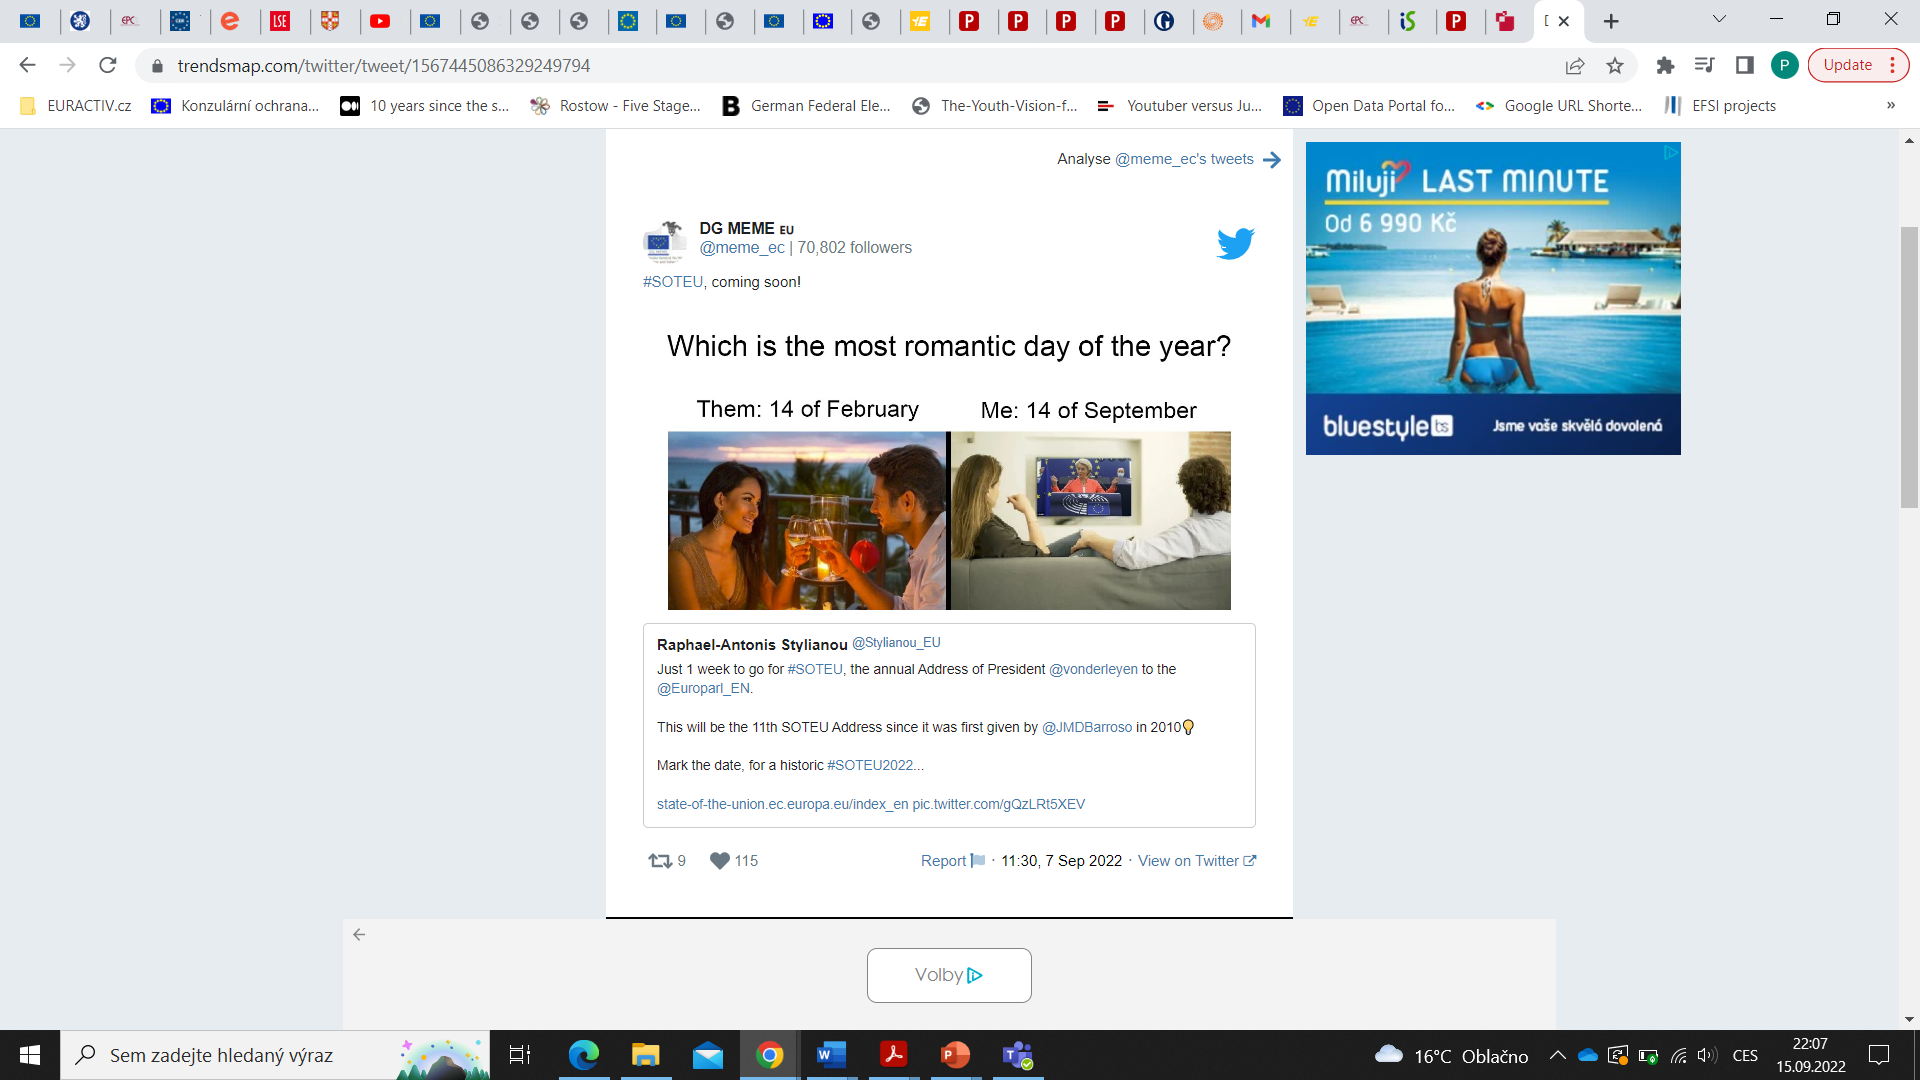 EPC
LSE
EPC
trendsmap.com/twitter/tweet/1567445086329249794
P
Update
EURACTIV.cz
Konzulární ochrana...
10 years since the s...
Rostow - Five Stage...
German Federal Ele...
The-Youth-Vision-f...
Youtuber versus Ju...
Open Data Portal fo...
Google URL Shorte...
EFSI projects
»
Analyse @meme_ec's tweets
DG MEME EU
@meme_ec | 70,802 followers
#SOTEU, coming soon!
Which is the most romantic day of the year?
Them: 14 of February
Me: 14 of September
Raphael-Antonis Stylianou @Stylianou_EU
Just 1 week to go for #SOTEU, the annual Address of President @vonderleyen to the
@Europarl_EN.
This will be the 11th SOTEU Address since it was first given by @JMDBarroso in 2010
Mark the date, for a historic #SOTEU2022...
state-of-the-union.ec.europa.eu/index_en pic.twitter.com/gQzLRt5XEV
9
115
Report · 11:30, 7 Sep 2022 · View on Twitter
Miluji LAST MINUTE
Od 6 990 Kč
bluestyle bs
Jsme vaše skvělá dovolená
Volby
Sem zadejte hledaný výraz
16°C Oblačno
CES
22:07
15.09.2022